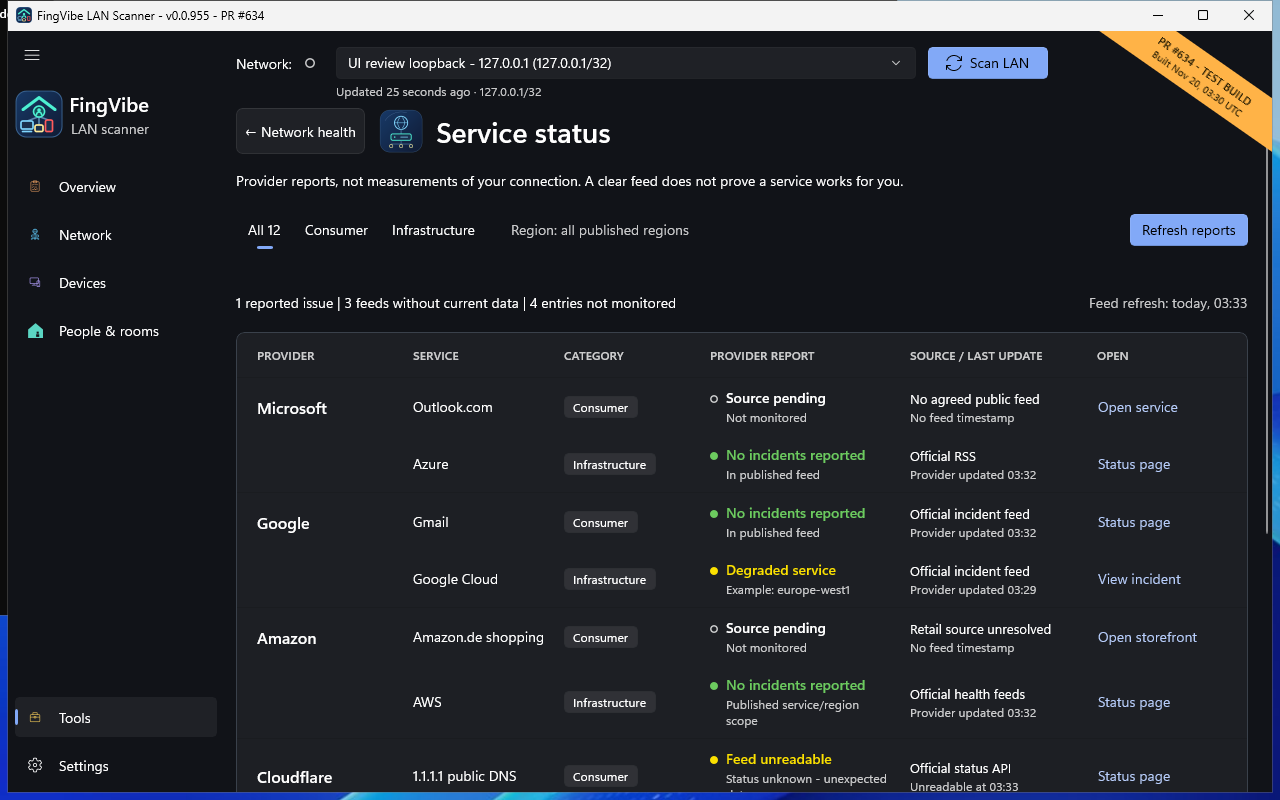 FingVibe LAN Scanner - v0.0.955 - PR #634
Network:
UI review loopback - 127.0.0.1 (127.0.0.1/32)
Scan LAN
Updated 25 seconds ago · 127.0.0.1/32
PR #634 - TEST BUILD
Built Nov 20, 03:30 UTC
FingVibe
LAN scanner
Overview
Network
Devices
People & rooms
Tools
Settings
← Network health
Service status
Provider reports, not measurements of your connection. A clear feed does not prove a service works for you.
All 12
Consumer
Infrastructure
Region: all published regions
Refresh reports
1 reported issue | 3 feeds without current data | 4 entries not monitored
Feed refresh: today, 03:33
PROVIDER
SERVICE
CATEGORY
PROVIDER REPORT
SOURCE / LAST UPDATE
OPEN
Microsoft
Outlook.com
Consumer
Source pending
Not monitored
No agreed public feed
No feed timestamp
Open service
Azure
Infrastructure
No incidents reported
In published feed
Official RSS
Provider updated 03:32
Status page
Google
Gmail
Consumer
No incidents reported
In published feed
Official incident feed
Provider updated 03:32
Status page
Google Cloud
Infrastructure
Degraded service
Example: europe-west1
Official incident feed
Provider updated 03:29
View incident
Amazon
Amazon.de shopping
Consumer
Source pending
Not monitored
Retail source unresolved
No feed timestamp
Open storefront
AWS
Infrastructure
No incidents reported
Published service/region
scope
Official health feeds
Provider updated 03:32
Status page
Cloudflare
1.1.1.1 public DNS
Consumer
Feed unreadable
Status unknown - unexpected
Official status API
Unreadable at 03:33
Status page